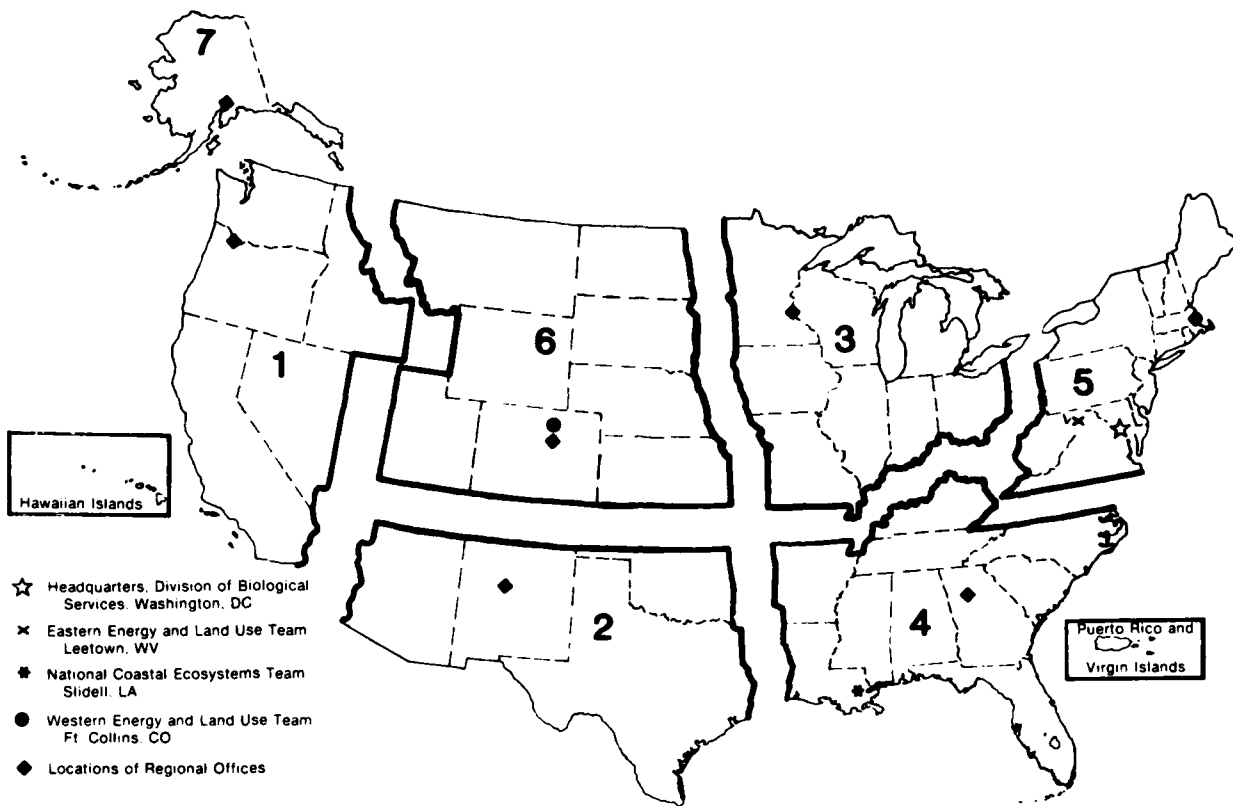 7
6
3
1
5
Hawaiian Islands
2
4
Puerto Rico and
Virgin Islands
Headquarters, Division of Biological
Services, Washington, DC
Eastern Energy and Land Use Team
Leetown, WV
National Coastal Ecosystems Team
Slidell, LA
Western Energy and Land Use Team
Ft. Collins, CO
Locations of Regional Offices